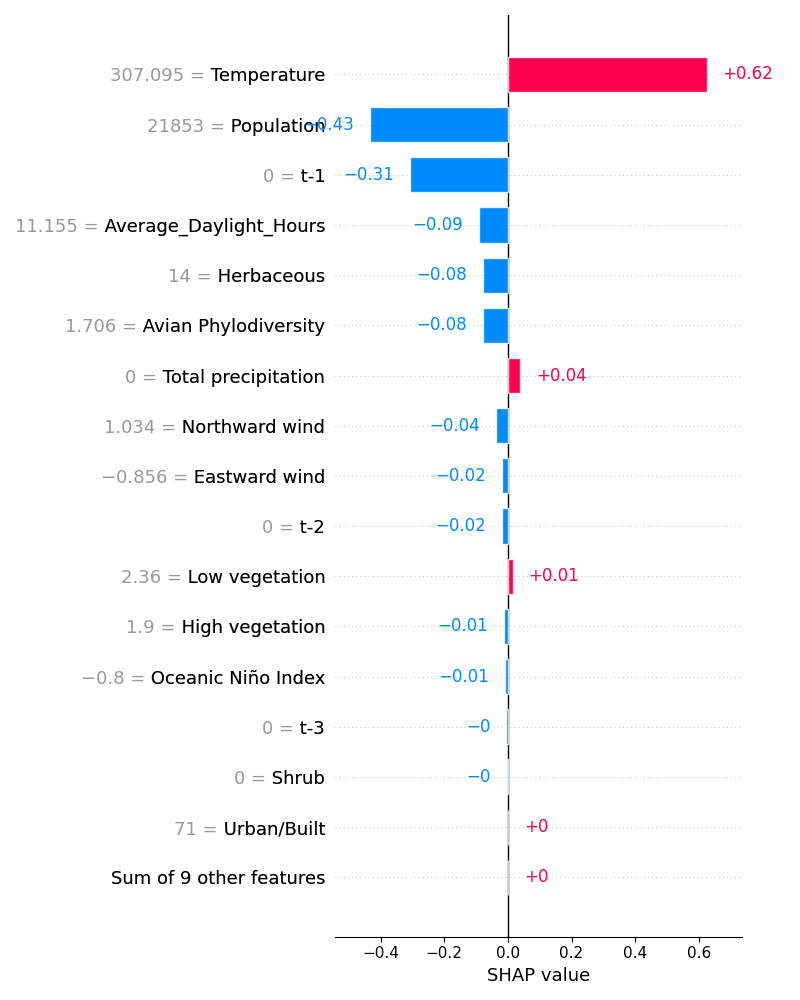 307.095 = Temperature +0.62
21853 = Population −0.43
0 = t-1 −0.31
11.155 = Average_Daylight_Hours −0.09
14 = Herbaceous −0.08
1.706 = Avian Phylodiversity −0.08
0 = Total precipitation +0.04
1.034 = Northward wind −0.04
−0.856 = Eastward wind −0.02
0 = t-2 −0.02
2.36 = Low vegetation +0.01
1.9 = High vegetation −0.01
−0.8 = Oceanic Niño Index −0.01
0 = t-3 −0
0 = Shrub −0
71 = Urban/Built +0
Sum of 9 other features +0
−0.4 −0.2 0.0 0.2 0.4 0.6
SHAP value